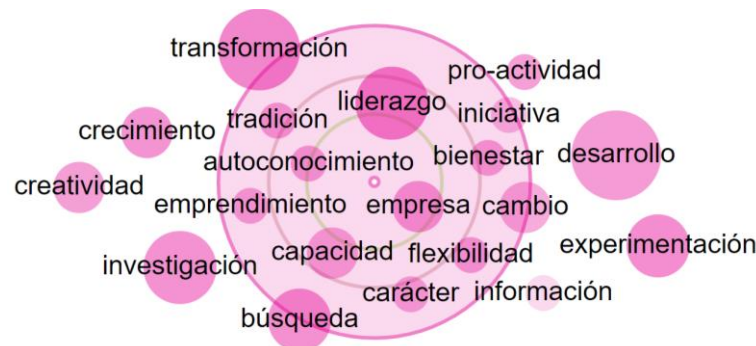 transformación
pro-actividad
liderazgo
iniciativa
tradición
crecimiento
bienestar
desarrollo
autoconocimiento
creatividad
emprendimiento
empresa
cambio
experimentación
capacidad
flexibilidad
investigación
carácter
información
búsqueda